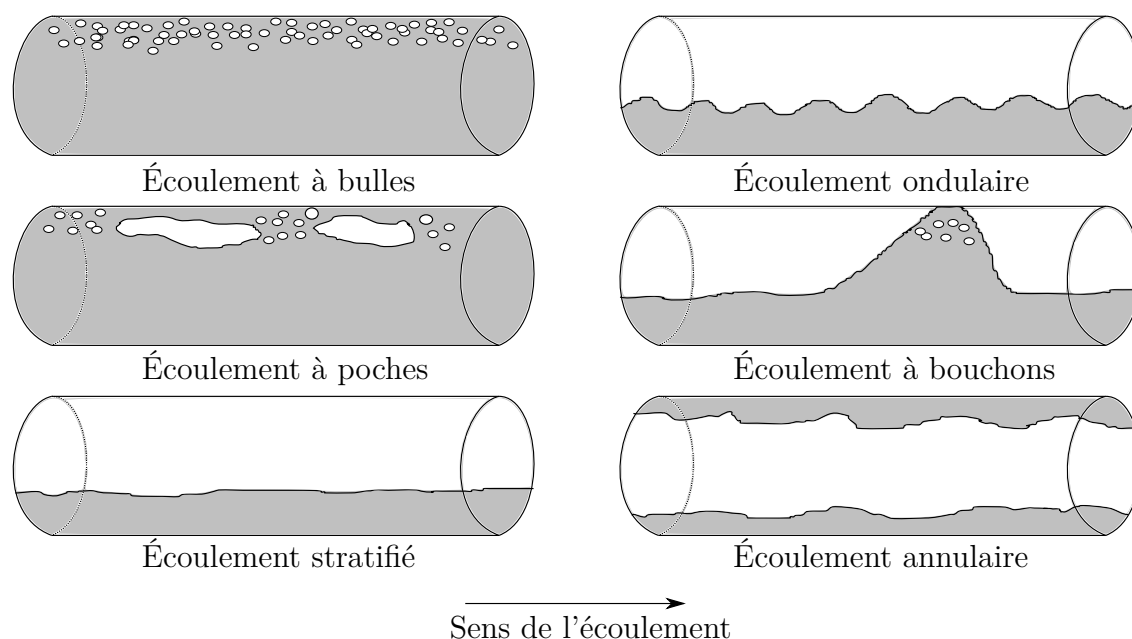 Écoulement à bulles
Écoulement ondulaire
Écoulement à poches
Écoulement à bouchons
Écoulement stratifié
Écoulement annulaire
Sens de l'écoulement